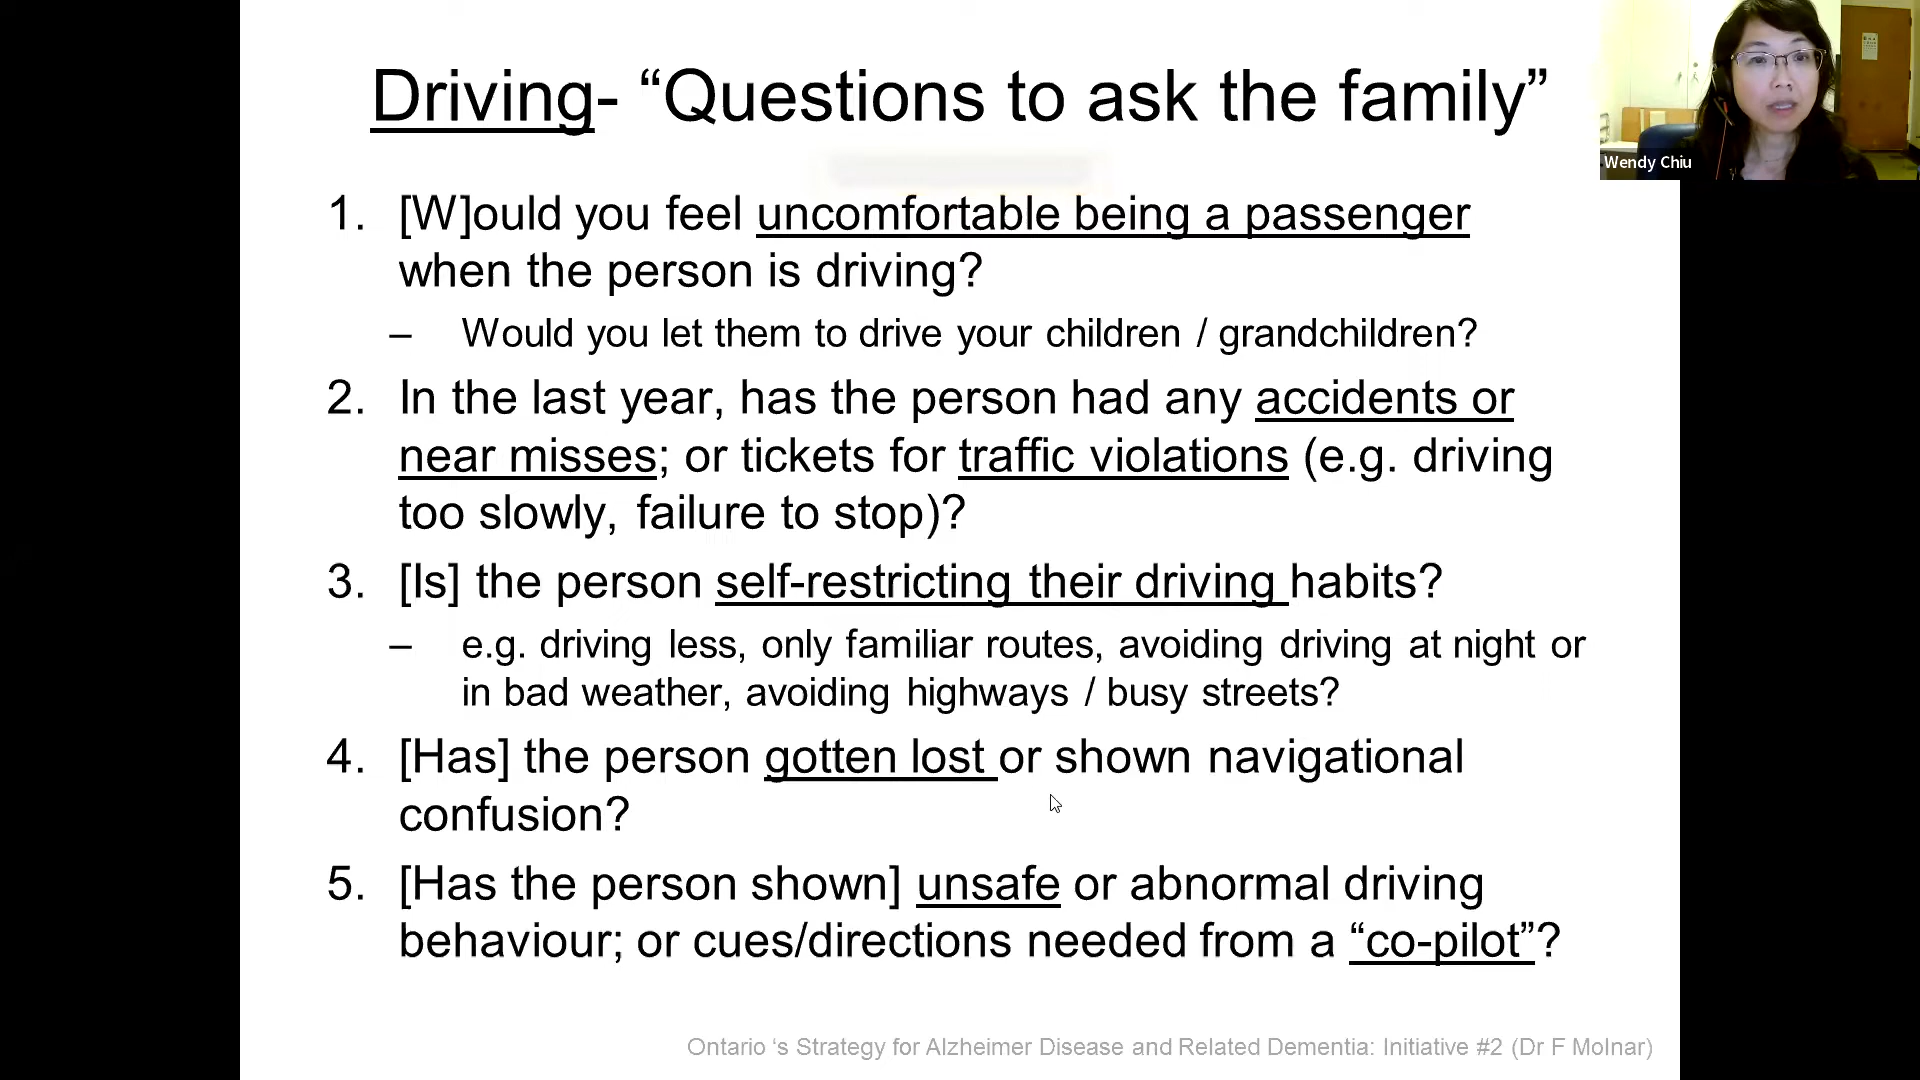 Driving- “Questions to ask the family”
Wendy Chiu
1. [W]ould you feel uncomfortable being a passenger
when the person is driving?
– Would you let them to drive your children / grandchildren?
2. In the last year, has the person had any accidents or
near misses; or tickets for traffic violations (e.g. driving
too slowly, failure to stop)?
3. [Is] the person self-restricting their driving habits?
– e.g. driving less, only familiar routes, avoiding driving at night or
in bad weather, avoiding highways / busy streets?
4. [Has] the person gotten lost or shown navigational
confusion?
5. [Has the person shown] unsafe or abnormal driving
behaviour; or cues/directions needed from a “co-pilot”?
Ontario ‘s Strategy for Alzheimer Disease and Related Dementia: Initiative #2 (Dr F Molnar)